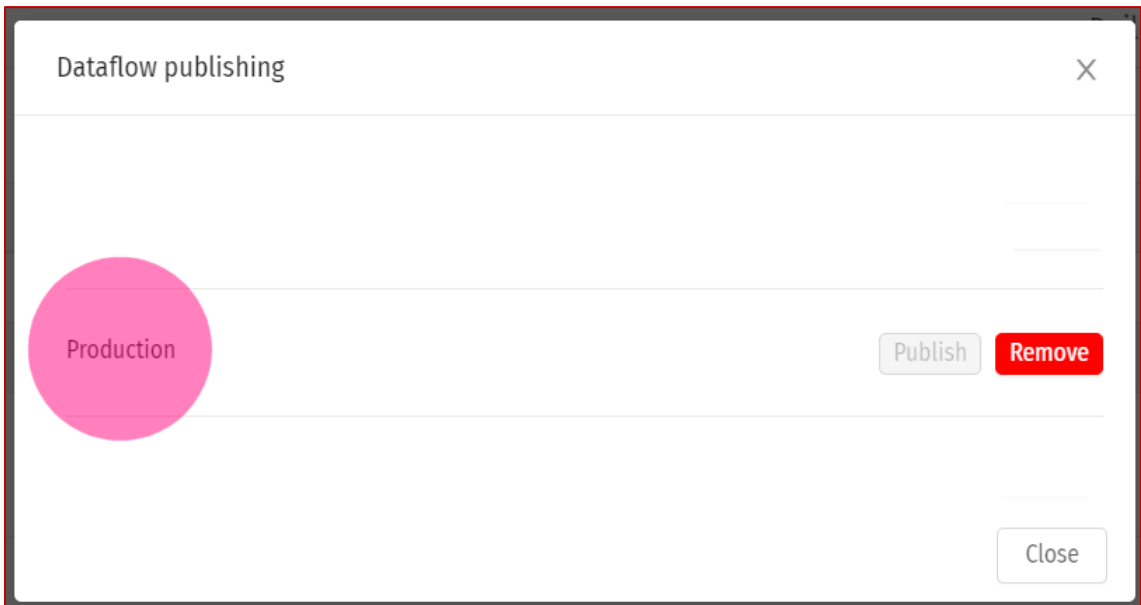 Dataflow publishing
Production
Publish
Remove
Close